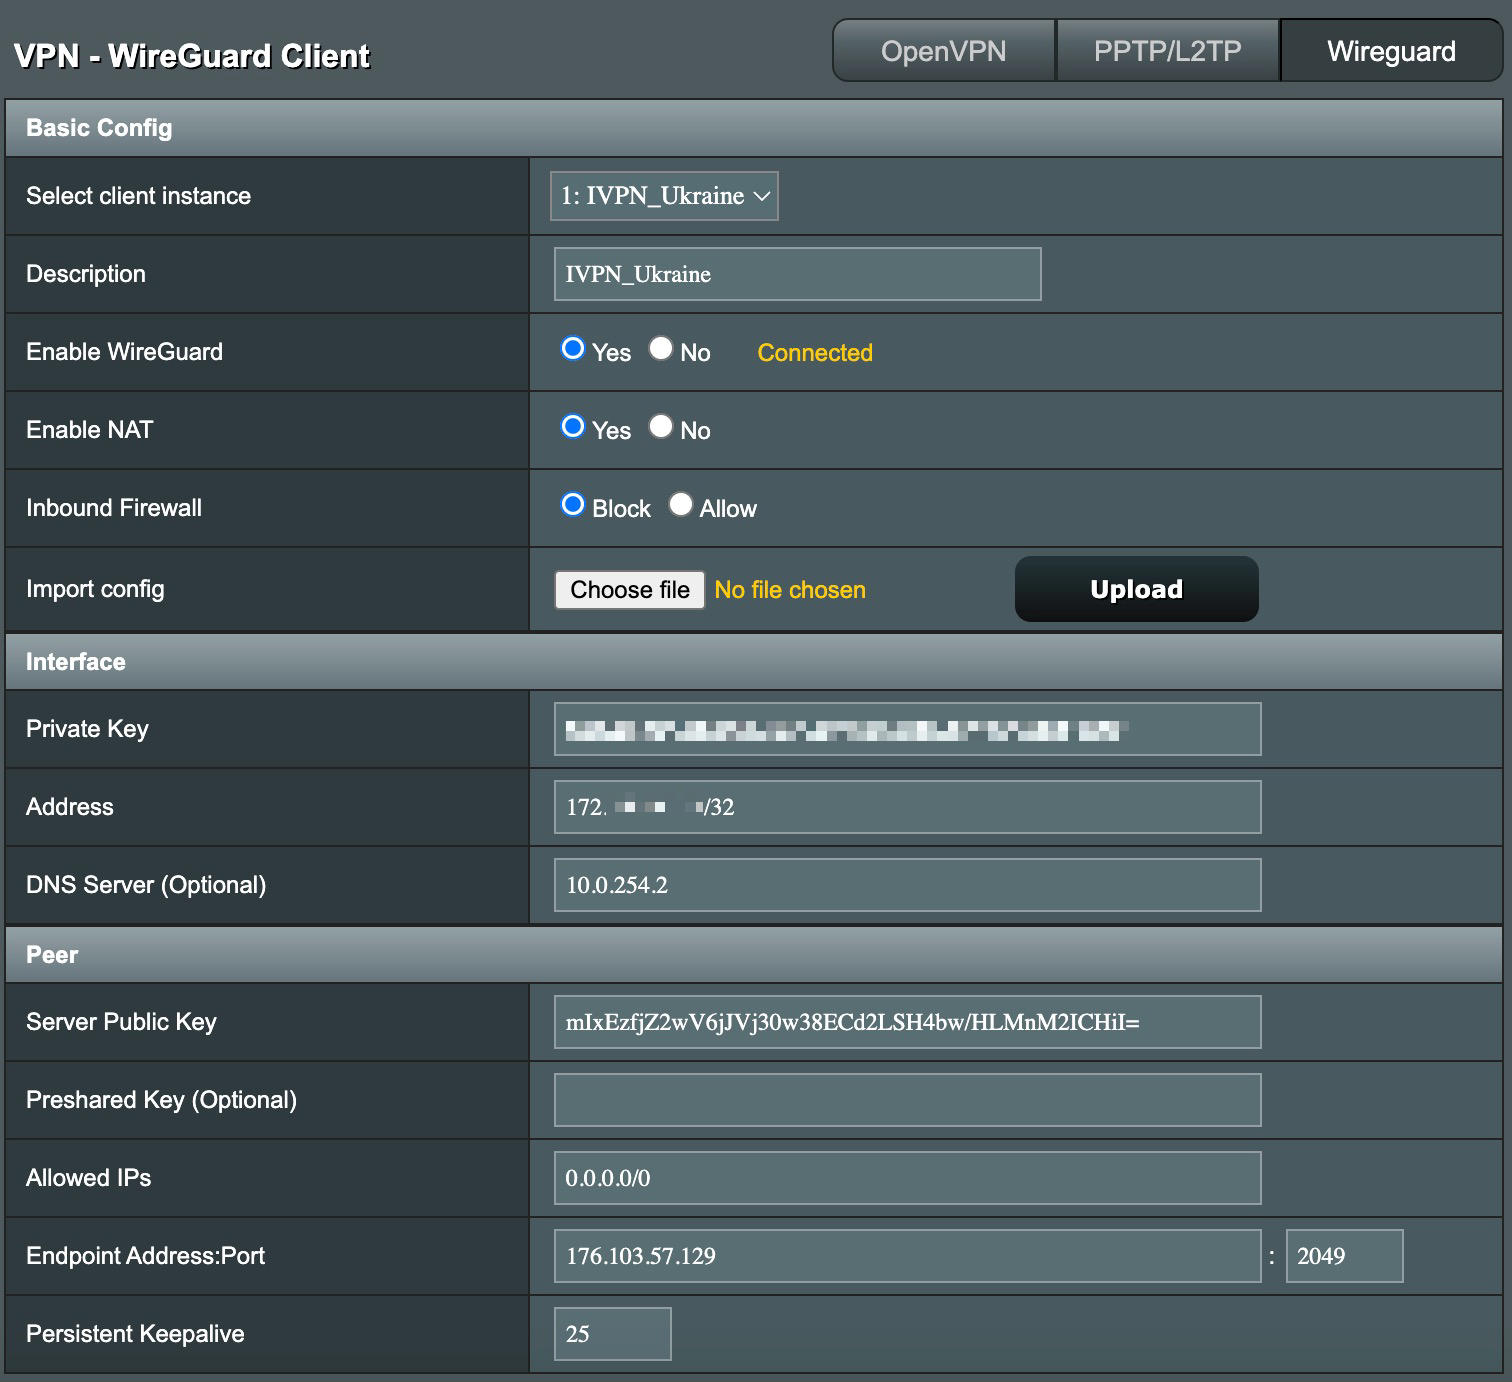 VPN - WireGuard Client
OpenVPN PPTP/L2TP Wireguard
Basic Config
Select client instance 1: IVPN_Ukraine
Description IVPN_Ukraine
Enable WireGuard Yes No Connected
Enable NAT Yes No
Inbound Firewall Block Allow
Import config Choose file No file chosen Upload
Interface
Private Key
Address 172. /32
DNS Server (Optional) 10.0.254.2
Peer
Server Public Key mIxEzfjZ2wV6jJVj30w38ECd2LSH4bw/HLMnM2ICHiI=
Preshared Key (Optional)
Allowed IPs 0.0.0.0/0
Endpoint Address:Port 176.103.57.129 : 2049
Persistent Keepalive 25